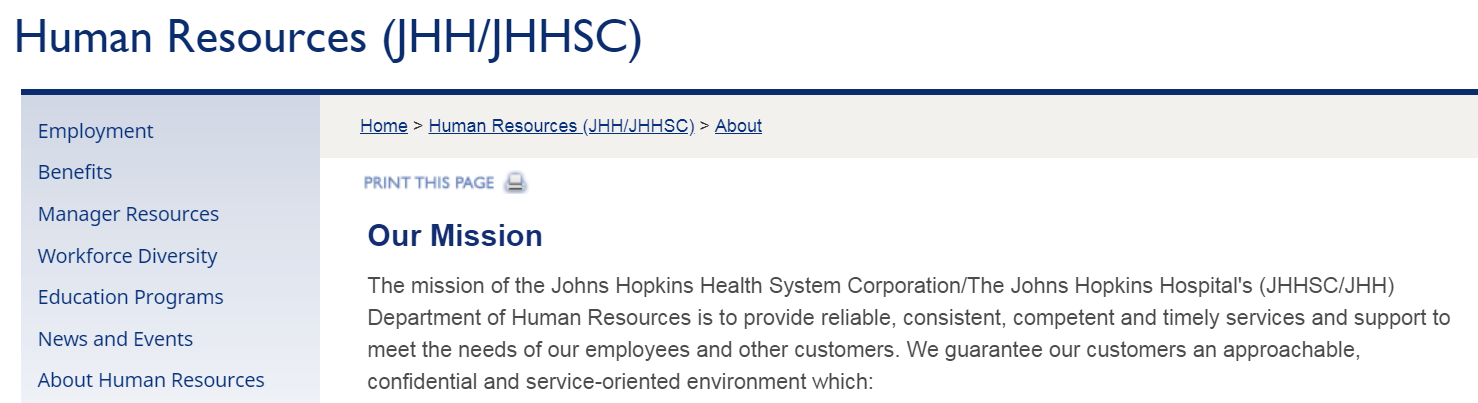 Human Resources (JHH/JHHSC)
Employment
Benefits
Manager Resources
Workforce Diversity
Education Programs
News and Events
About Human Resources
Home > Human Resources (JHH/JHHSC) > About
PRINT THIS PAGE
Our Mission
The mission of the Johns Hopkins Health System Corporation/The Johns Hopkins Hospital's (JHHSC/JHH)
Department of Human Resources is to provide reliable, consistent, competent and timely services and support to
meet the needs of our employees and other customers. We guarantee our customers an approachable,
confidential and service-oriented environment which: